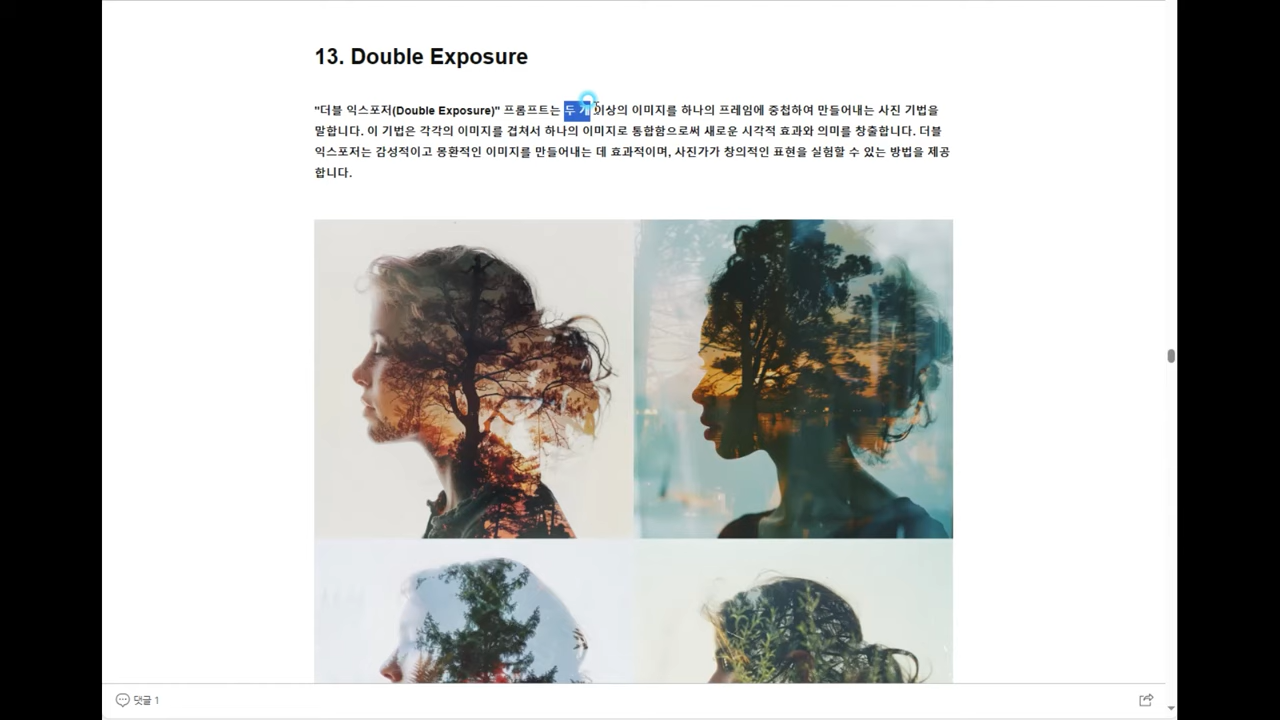 13. Double Exposure
"더블 익스포저(Double Exposure)" 프롬프트는 두 개 이상의 이미지를 하나의 프레임에 중첩하여 만들어내는 사진 기법을
말합니다. 이 기법은 각각의 이미지를 겹쳐서 하나의 이미지로 통합함으로써 새로운 시각적 효과와 의미를 창출합니다. 더블
익스포저는 감성적이고 몽환적인 이미지를 만들어내는 데 효과적이며, 사진가가 창의적인 표현을 실험할 수 있는 방법을 제공
합니다.
댓글 1